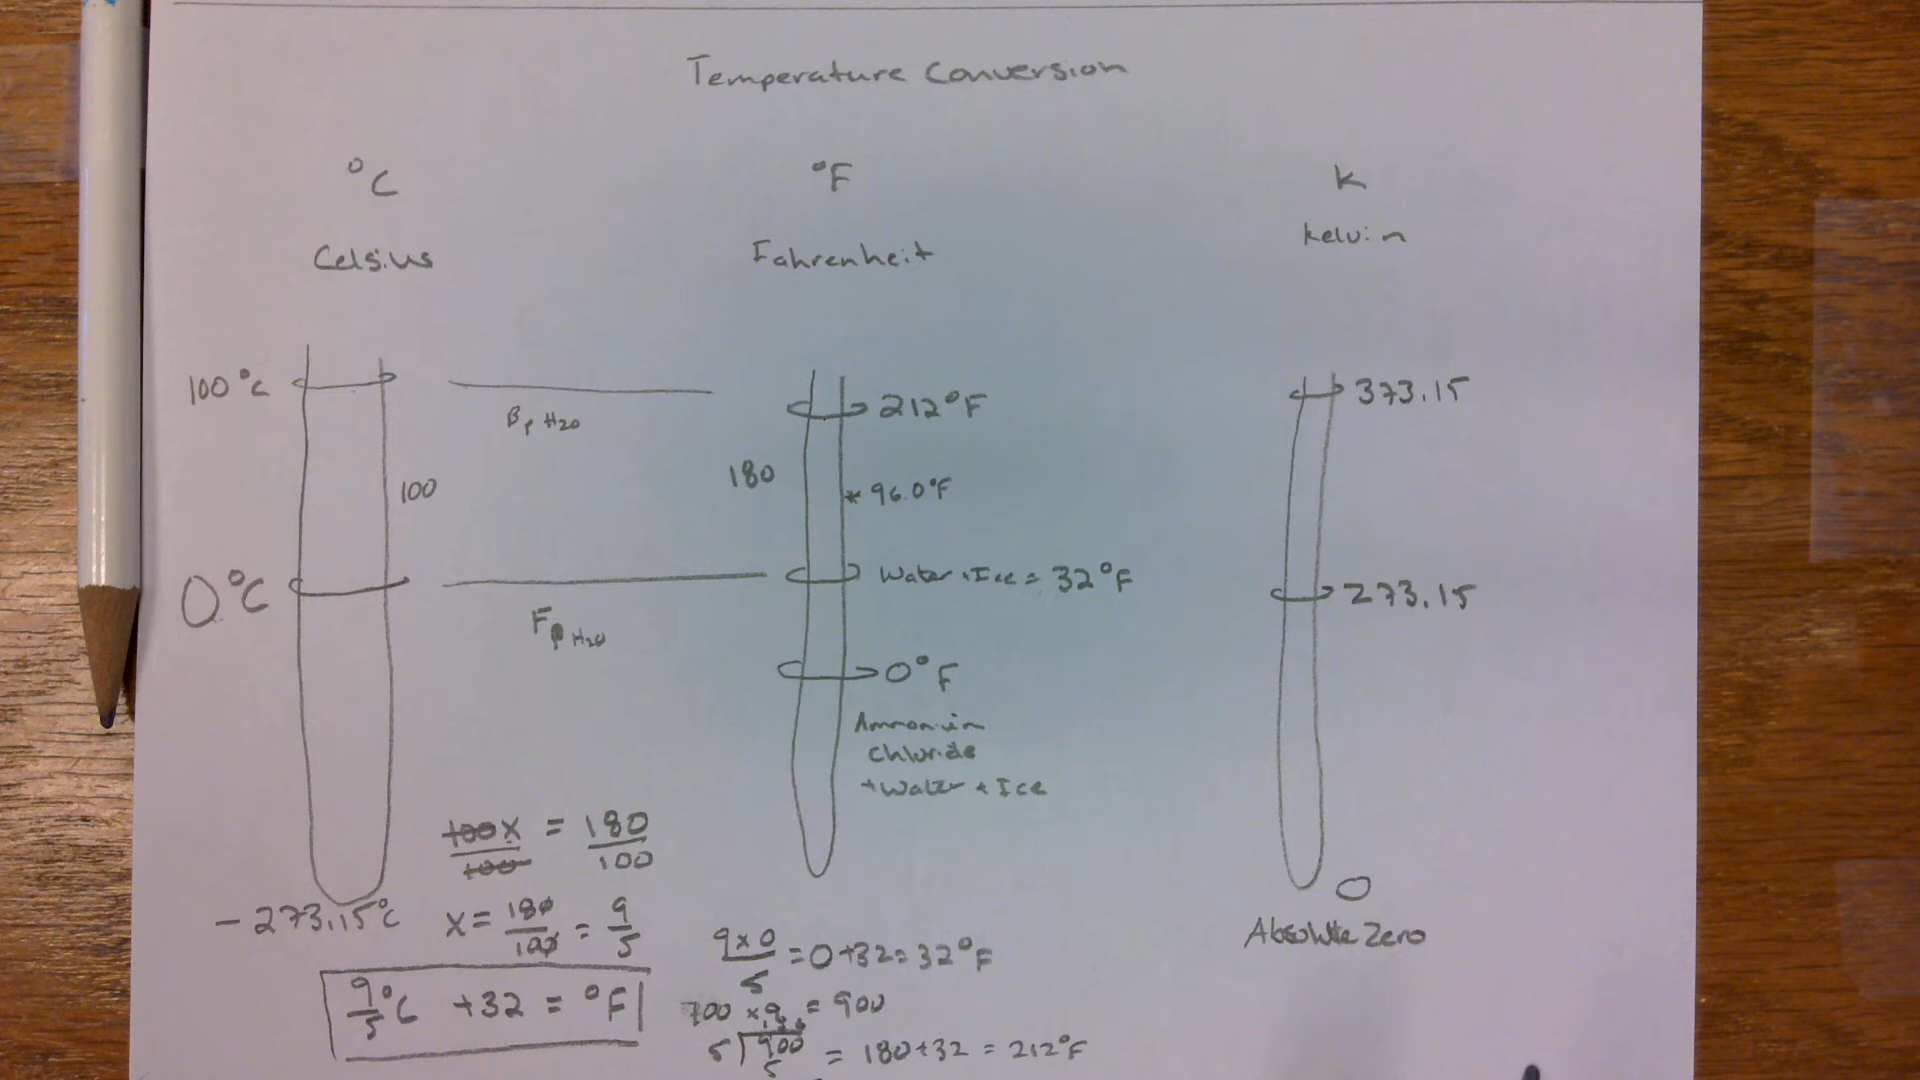 Temperature Conversion
°C °F K
Celsius Fahrenheit Kelvin
100°C Bp H2O 212°F 373.15
100 180 * 96.0°F
0°C Fp H2O Water + Ice = 32°F 273.15
0°F
Chloride
+ Water + Ice
100x/100 = 180/100
-273.15°C
x = 180/100 = 9/5
0
Absolute Zero
9/5 °C + 32 = °F
9 x 0/5 = 0 + 32 = 32°F
100 x 9 = 900
5 900 = 180 + 32 = 212°F
5